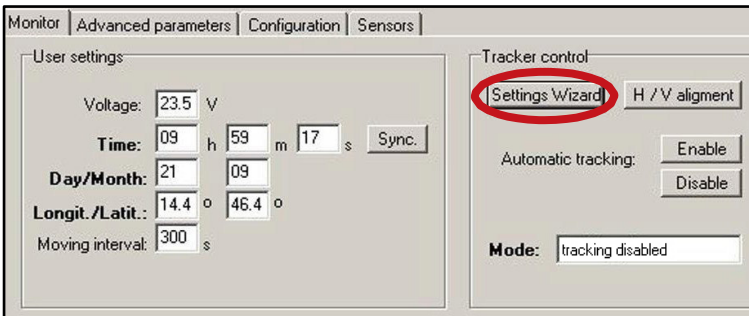 Monitor Advanced parameters Configuration Sensors
User settings
Voltage: 23.5 V
Time: 09 h 59 m 17 s Sync.
Day/Month: 21 09
Longit./Latit.: 14.4 o 46.4 o
Moving interval: 300 s
Tracker control
Settings Wizard H / V aligment
Automatic tracking: Enable
Disable
Mode: tracking disabled